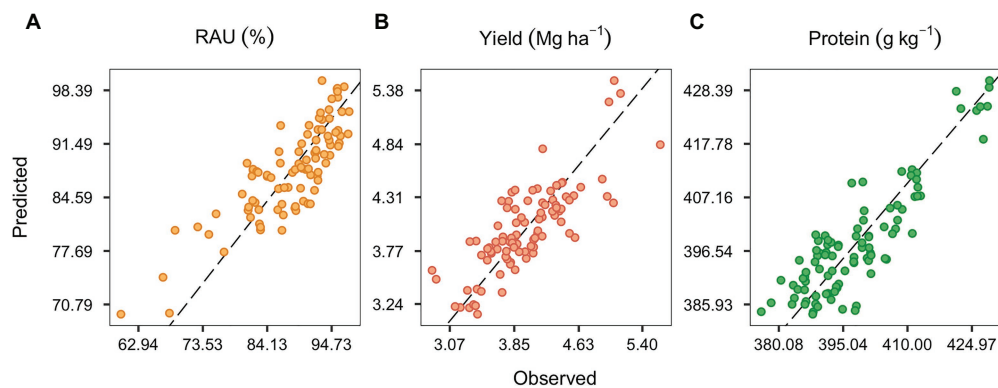 A
RAU (%)
B
Yield (Mg ha⁻¹)
C
Protein (g kg⁻¹)
Predicted
98.39
91.49
84.59
77.69
70.79
62.94 73.53 84.13 94.73
5.38
4.84
4.31
3.77
3.24
3.07 3.85 4.63 5.40
428.39
417.78
407.16
396.54
385.93
380.08 395.04 410.00 424.97
Observed